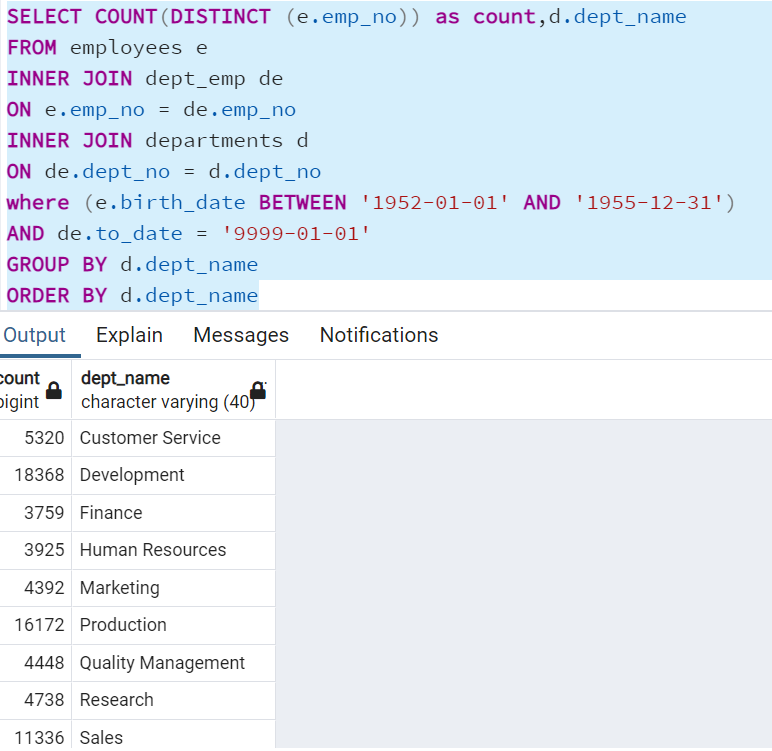 SELECT COUNT(DISTINCT (e.emp_no)) as count,d.dept_name
FROM employees e
INNER JOIN dept_emp de
ON e.emp_no = de.emp_no
INNER JOIN departments d
ON de.dept_no = d.dept_no
where (e.birth_date BETWEEN '1952-01-01' AND '1955-12-31')
AND de.to_date = '9999-01-01'
GROUP BY d.dept_name
ORDER BY d.dept_name
Output Explain Messages Notifications
count dept_name
bigint character varying (40)
5320 Customer Service
18368 Development
3759 Finance
3925 Human Resources
4392 Marketing
16172 Production
4448 Quality Management
4738 Research
11336 Sales